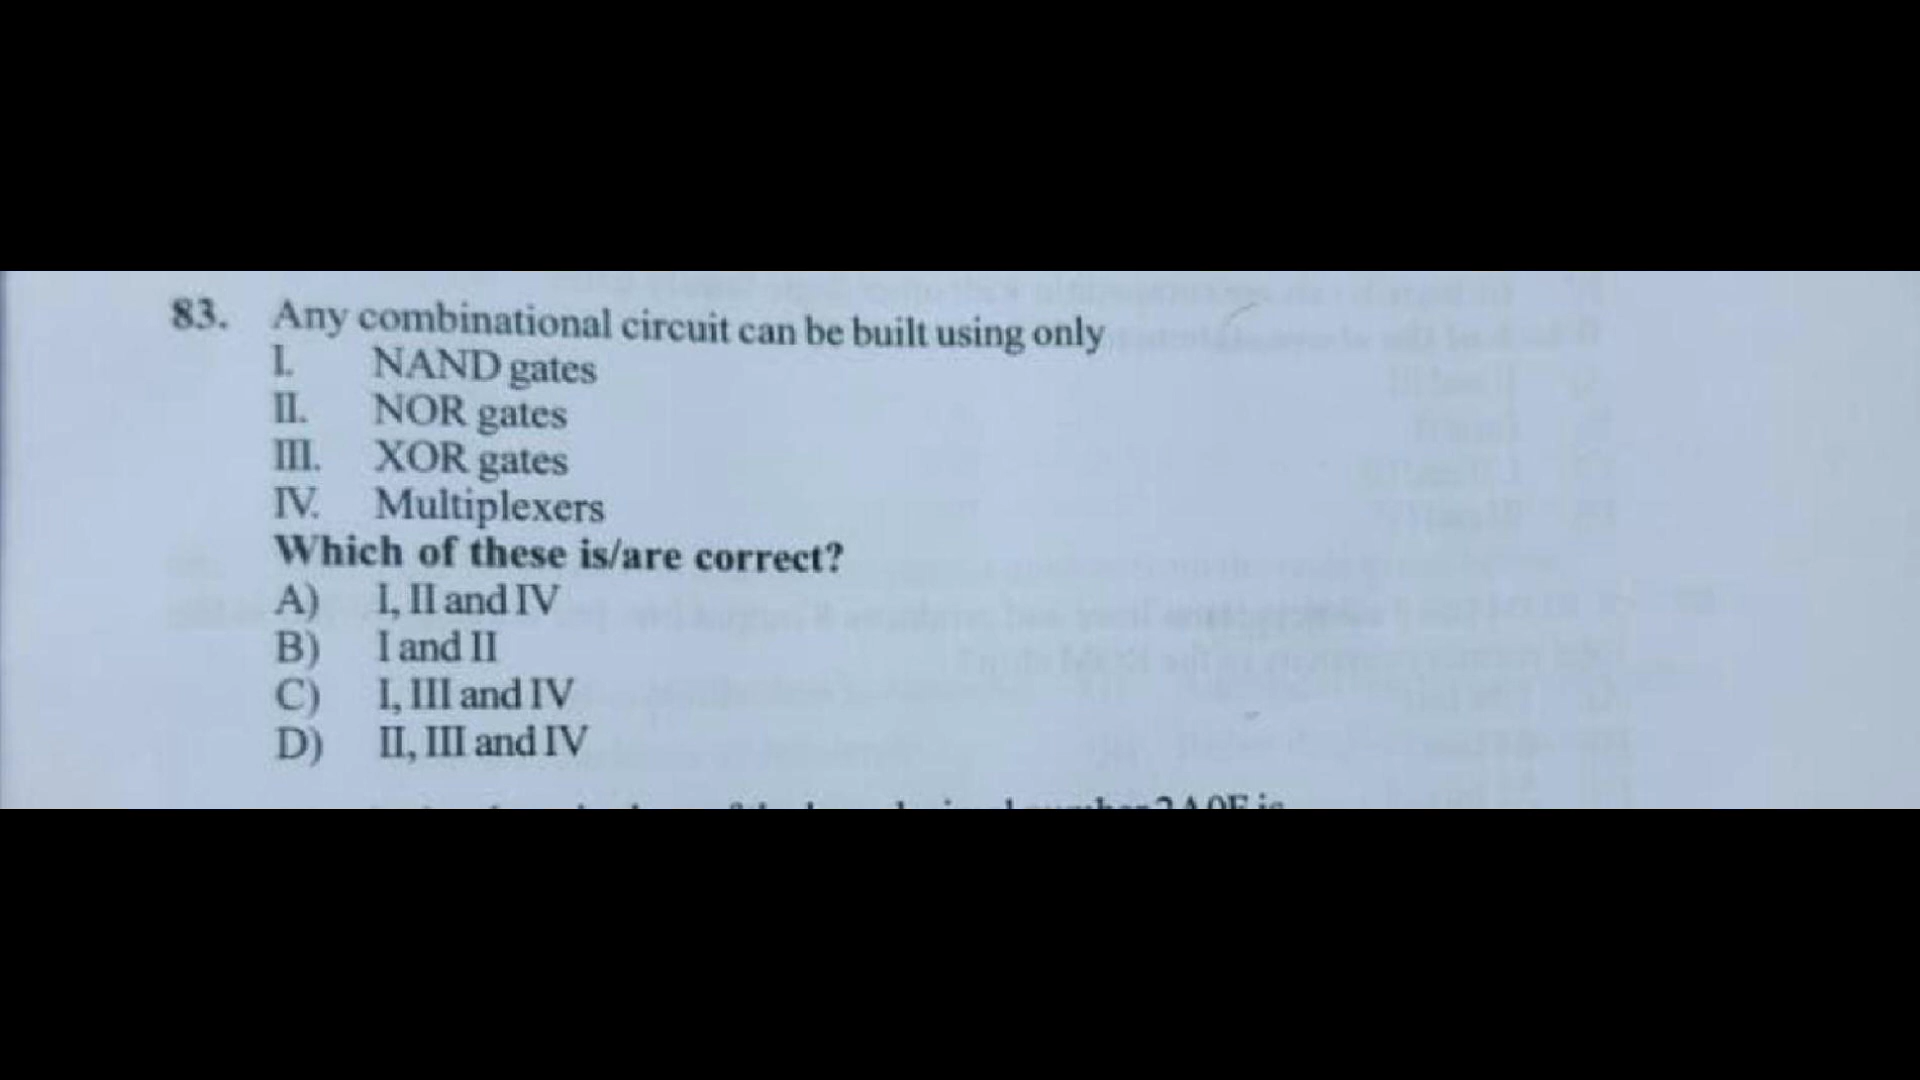 83. Any combinational circuit can be built using only
I. NAND gates
II. NOR gates
III. XOR gates
IV. Multiplexers
Which of these is/are correct?
A) I, II and IV
B) I and II
C) I, III and IV
D) II, III and IV